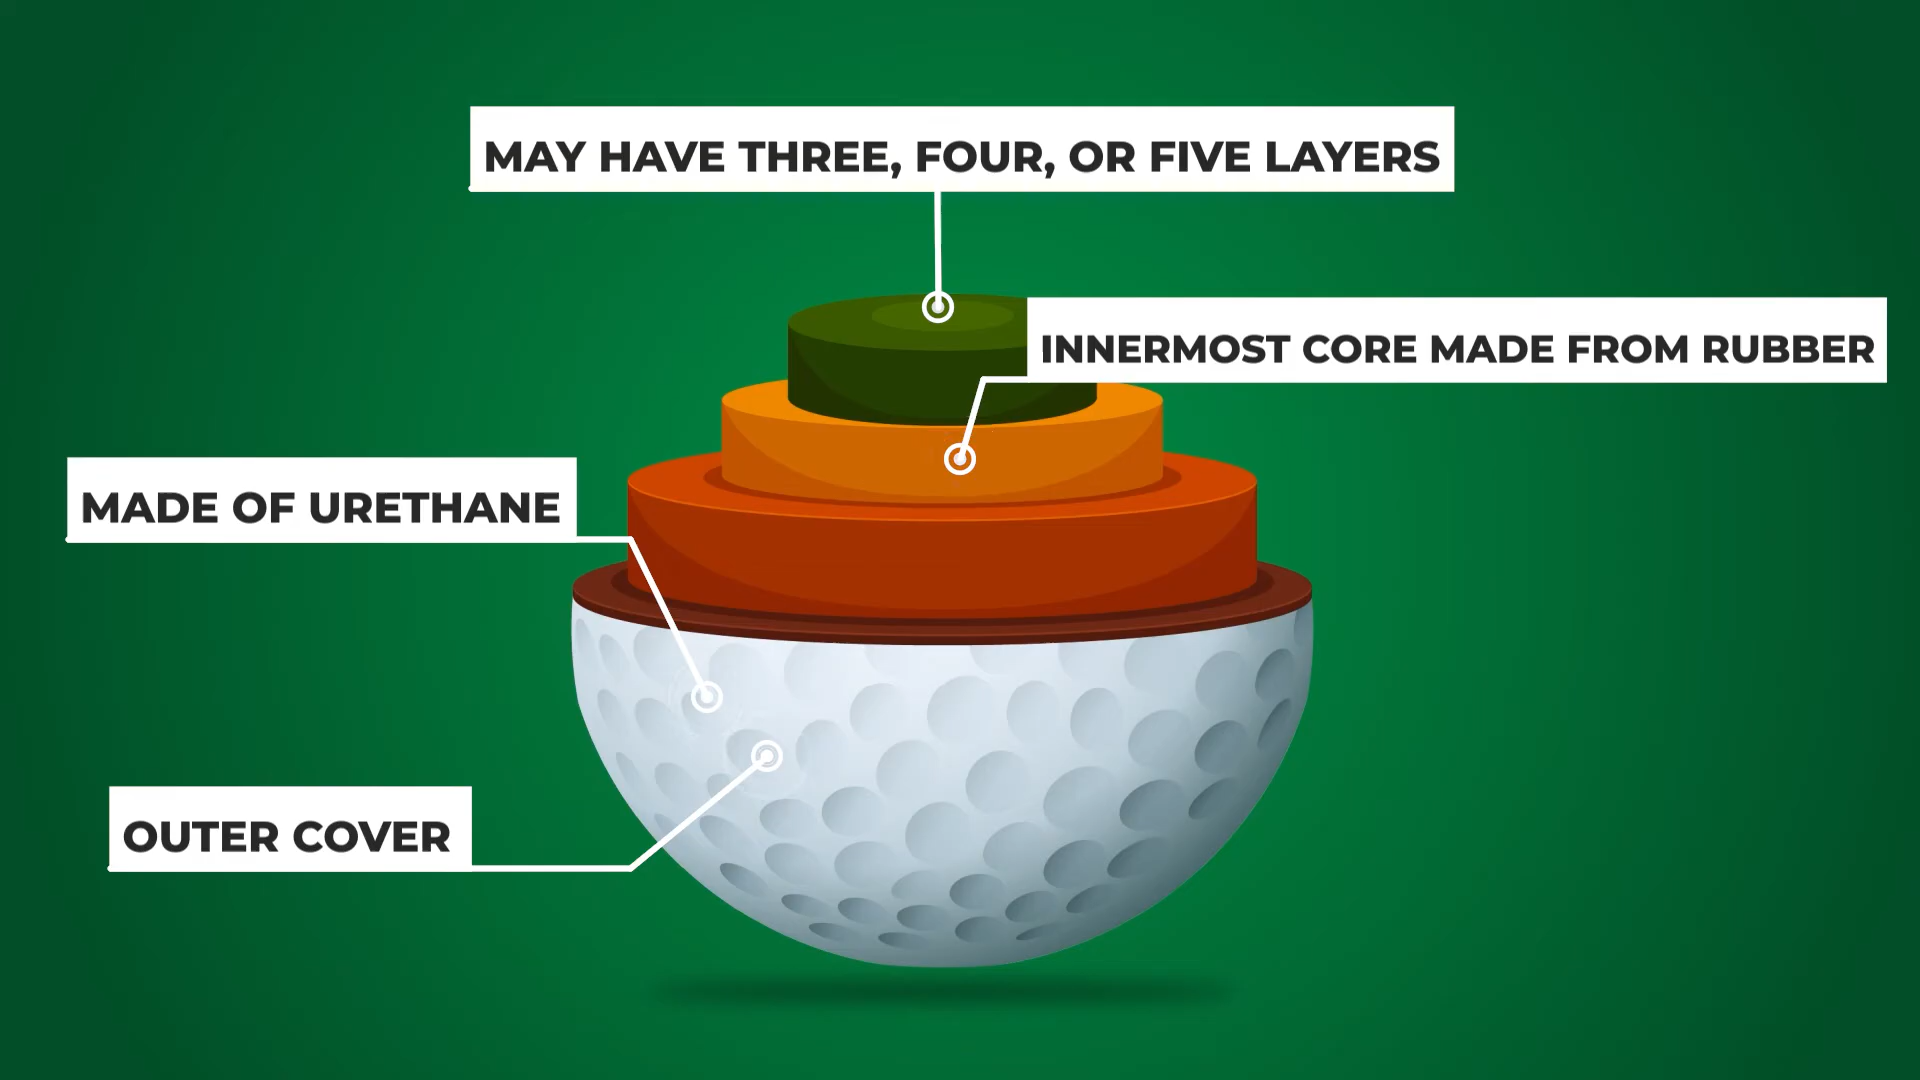 MAY HAVE THREE, FOUR, OR FIVE LAYERS
INNERMOST CORE MADE FROM RUBBER
MADE OF URETHANE
OUTER COVER